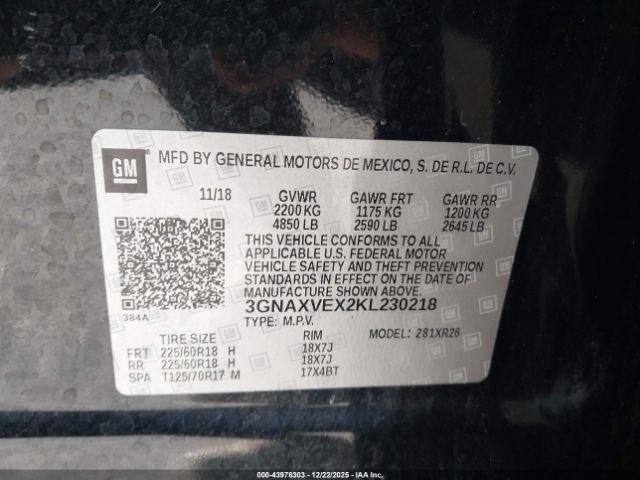 GM ® MFD BY GENERAL MOTORS DE MEXICO, S. DE R.L. DE C.V.
11/18 GVWR GAWR FRT GAWR RR
2200 KG 1175 KG 1200 KG
4850 LB 2590 LB 2645 LB
THIS VEHICLE CONFORMS TO ALL
APPLICABLE U.S. FEDERAL MOTOR
VEHICLE SAFETY AND THEFT PREVENTION
STANDARDS IN EFFECT ON THE DATE OF
MANUFACTURE SHOWN ABOVE.
3GNAXVEX2KL230218
384A
TYPE: M.P.V. MODEL: 281XR26
TIRE SIZE RIM
FRT 225/60R18 H 18X7J
RR 225/60R18 H 18X7J
SPA T125/70R17 M 17X4BT
000-43978303 - 12/22/2025 - IAAI.COM